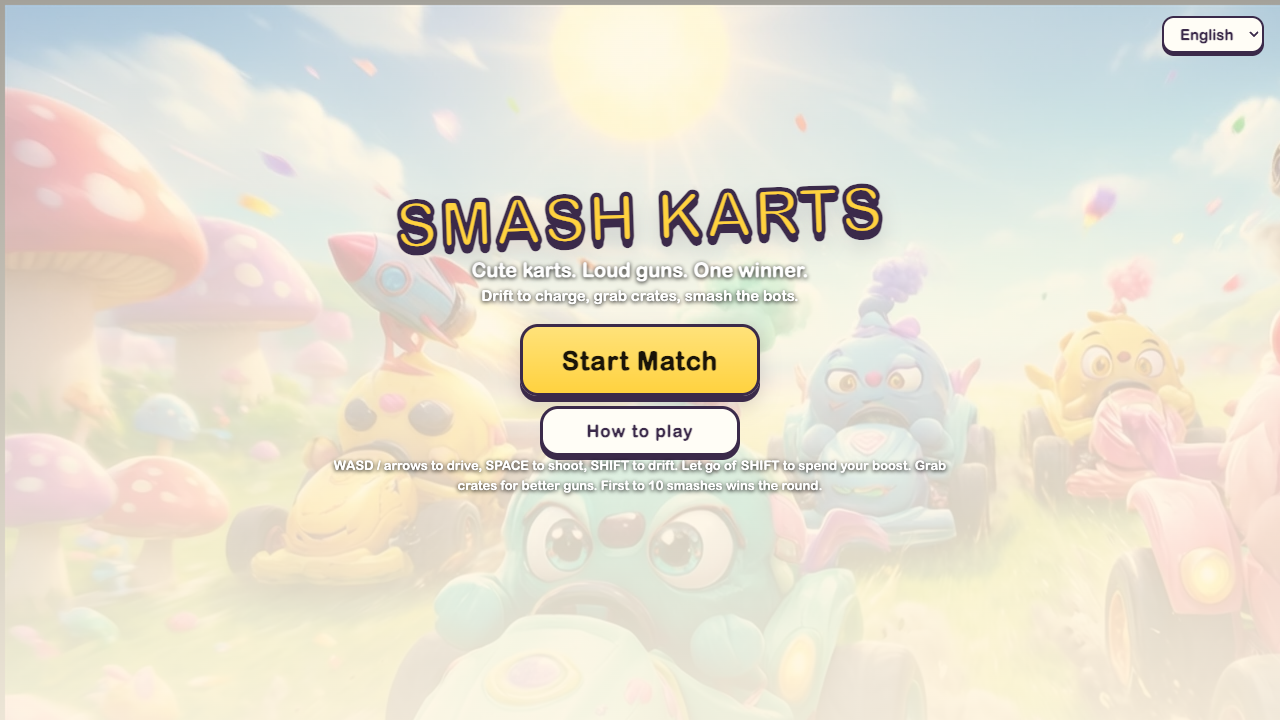 English
SMASH KARTS
Cute karts. Loud guns. One winner.
Drift to charge, grab crates, smash the bots.
Start Match
How to play
WASD / arrows to drive, SPACE to shoot, SHIFT to drift. Let go of SHIFT to spend your boost. Grab
crates for better guns. First to 10 smashes wins the round.